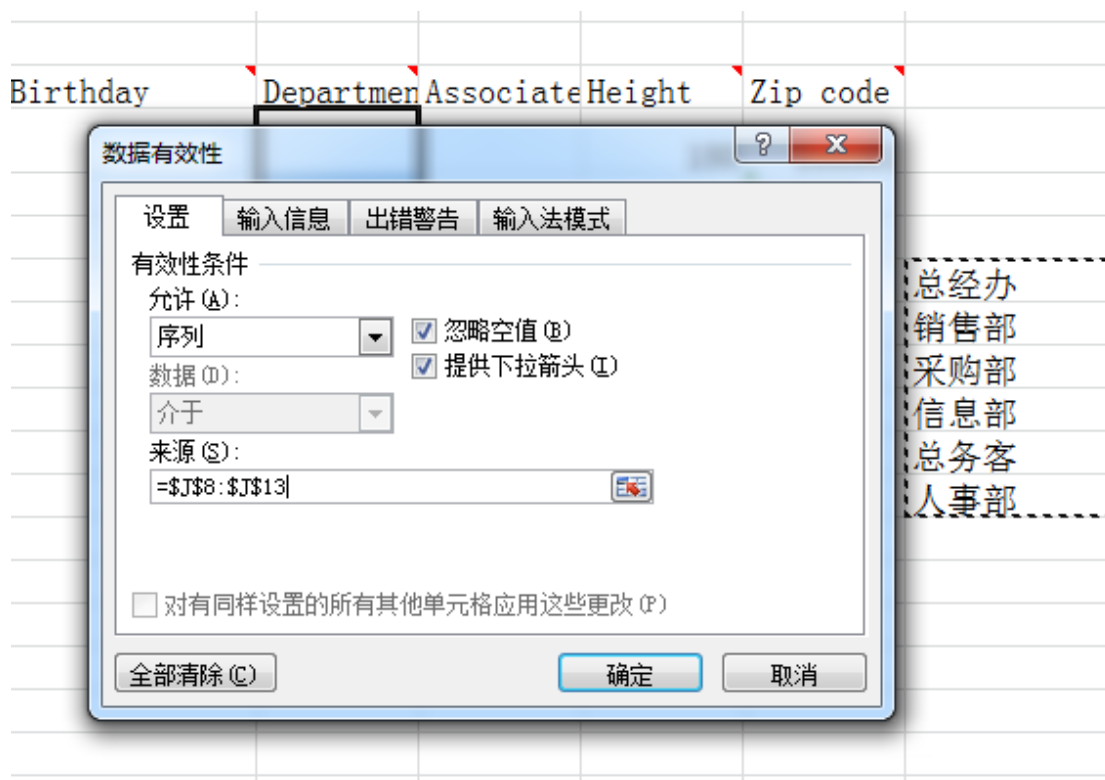 Birthday Departmen Associate Height Zip code
数据有效性
设置 输入信息 出错警告 输入法模式
有效性条件
允许(A):
序列 忽略空值(B)
提供下拉箭头(I)
数据(D):
介于
来源(S):
=$J$8:$J$13
对有同样设置的所有其他单元格应用这些更改(P)
全部清除(C) 确定 取消
总经办
销售部
采购部
信息部
总务客
人事部